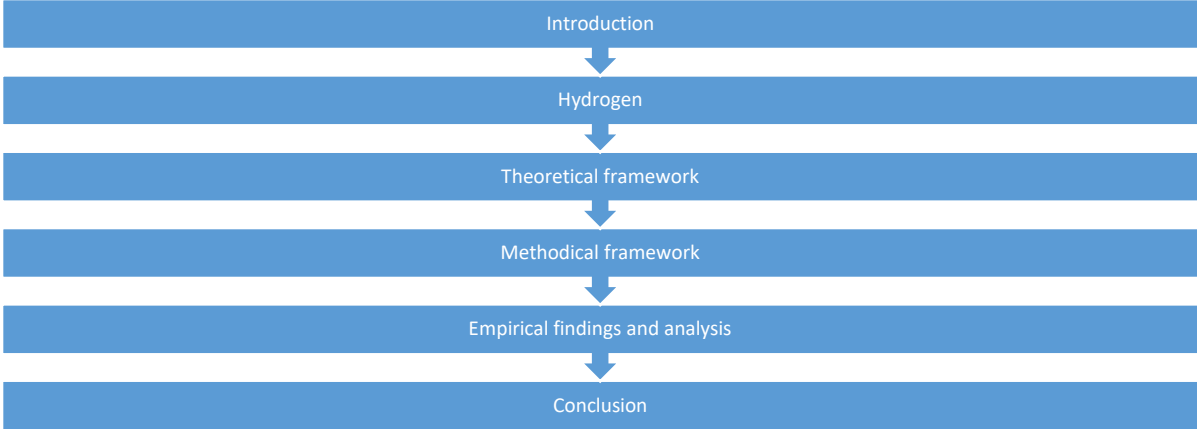 Introduction
Hydrogen
Theoretical framework
Methodical framework
Empirical findings and analysis
Conclusion